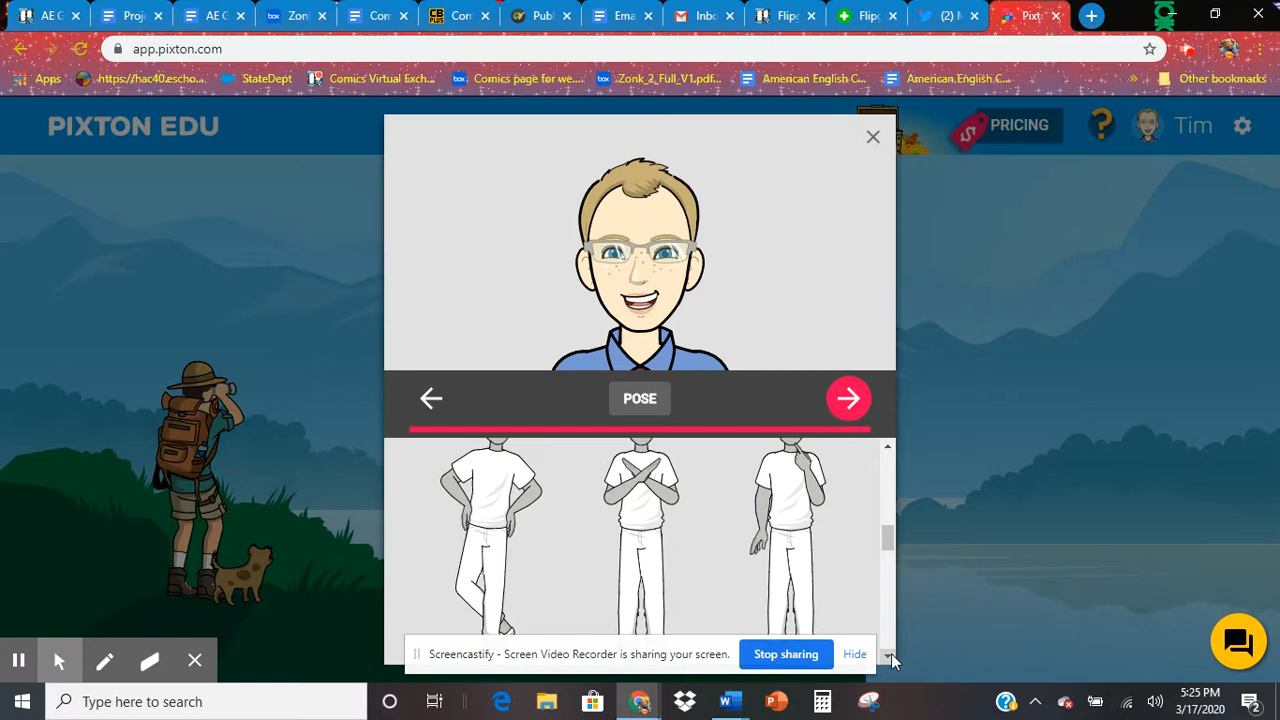 AE G
Proj
AE G
Zonl
Con
Con
Publ
Ema
Inbo
Flip
Flip
(2) M
Pixt
app.pixton.com
Apps
https://hac40.escho...
StateDept
Comics Virtual Exch...
Comics page for we...
Zonk_2_Full_V1.pdf...
American English C...
American English C...
»
Other bookmarks
PIXTON EDU
PRICING
?
Tim
POSE
Screencastify - Screen Video Recorder is sharing your screen.
Stop sharing
Hide
Type here to search
5:25 PM
3/17/2020
2